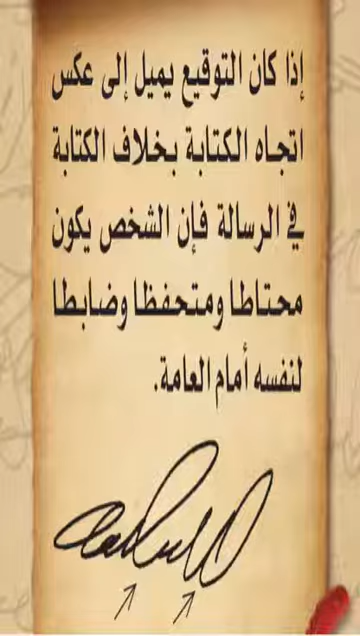 إذا كان التوقيع يميل إلى عكس
اتجاه الكتابة بخلاف الكتابة
في الرسالة فإن الشخص يكون
محتاطا ومتحفظا وضابطا
لنفسه أمام العامة.